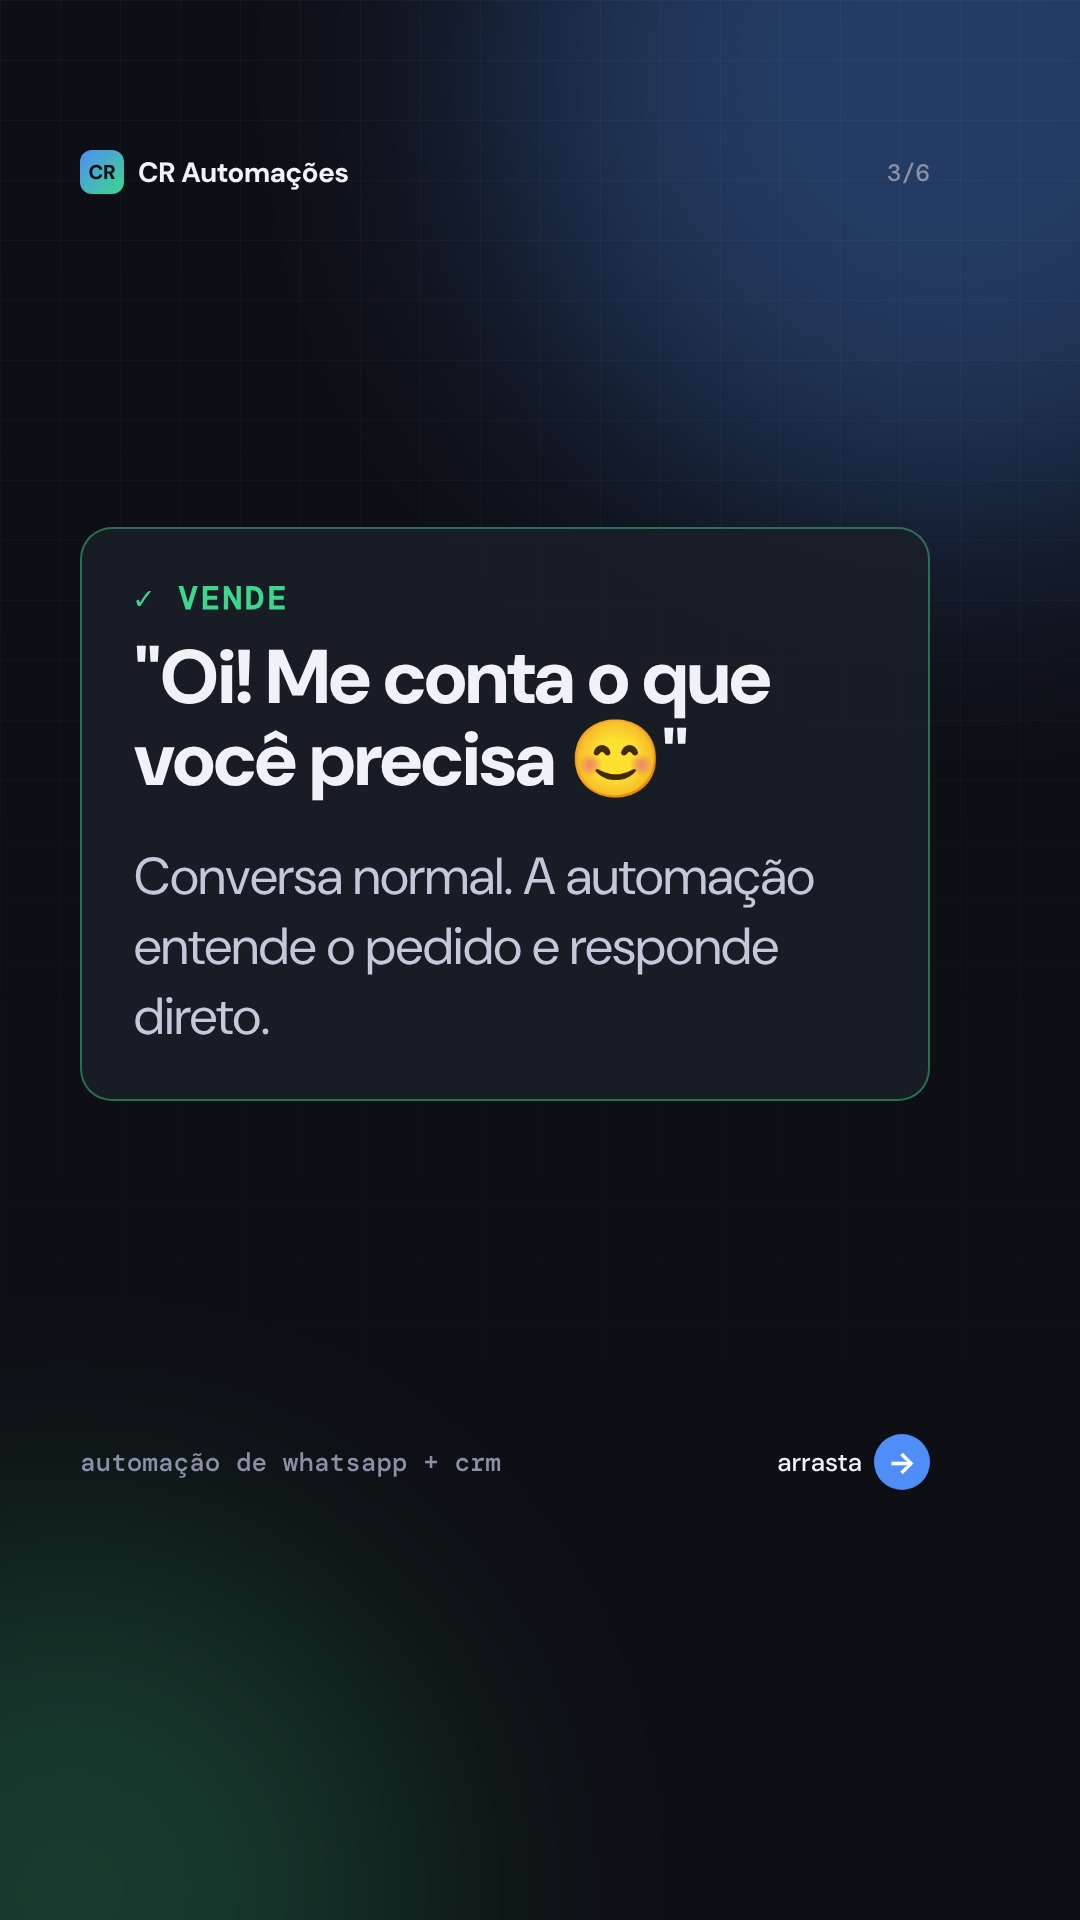 CR CR Automações 3/6
✓ VENDE
"Oi! Me conta o que
você precisa 😊"
Conversa normal. A automação
entende o pedido e responde
direto.
automação de whatsapp + crm arrasta →